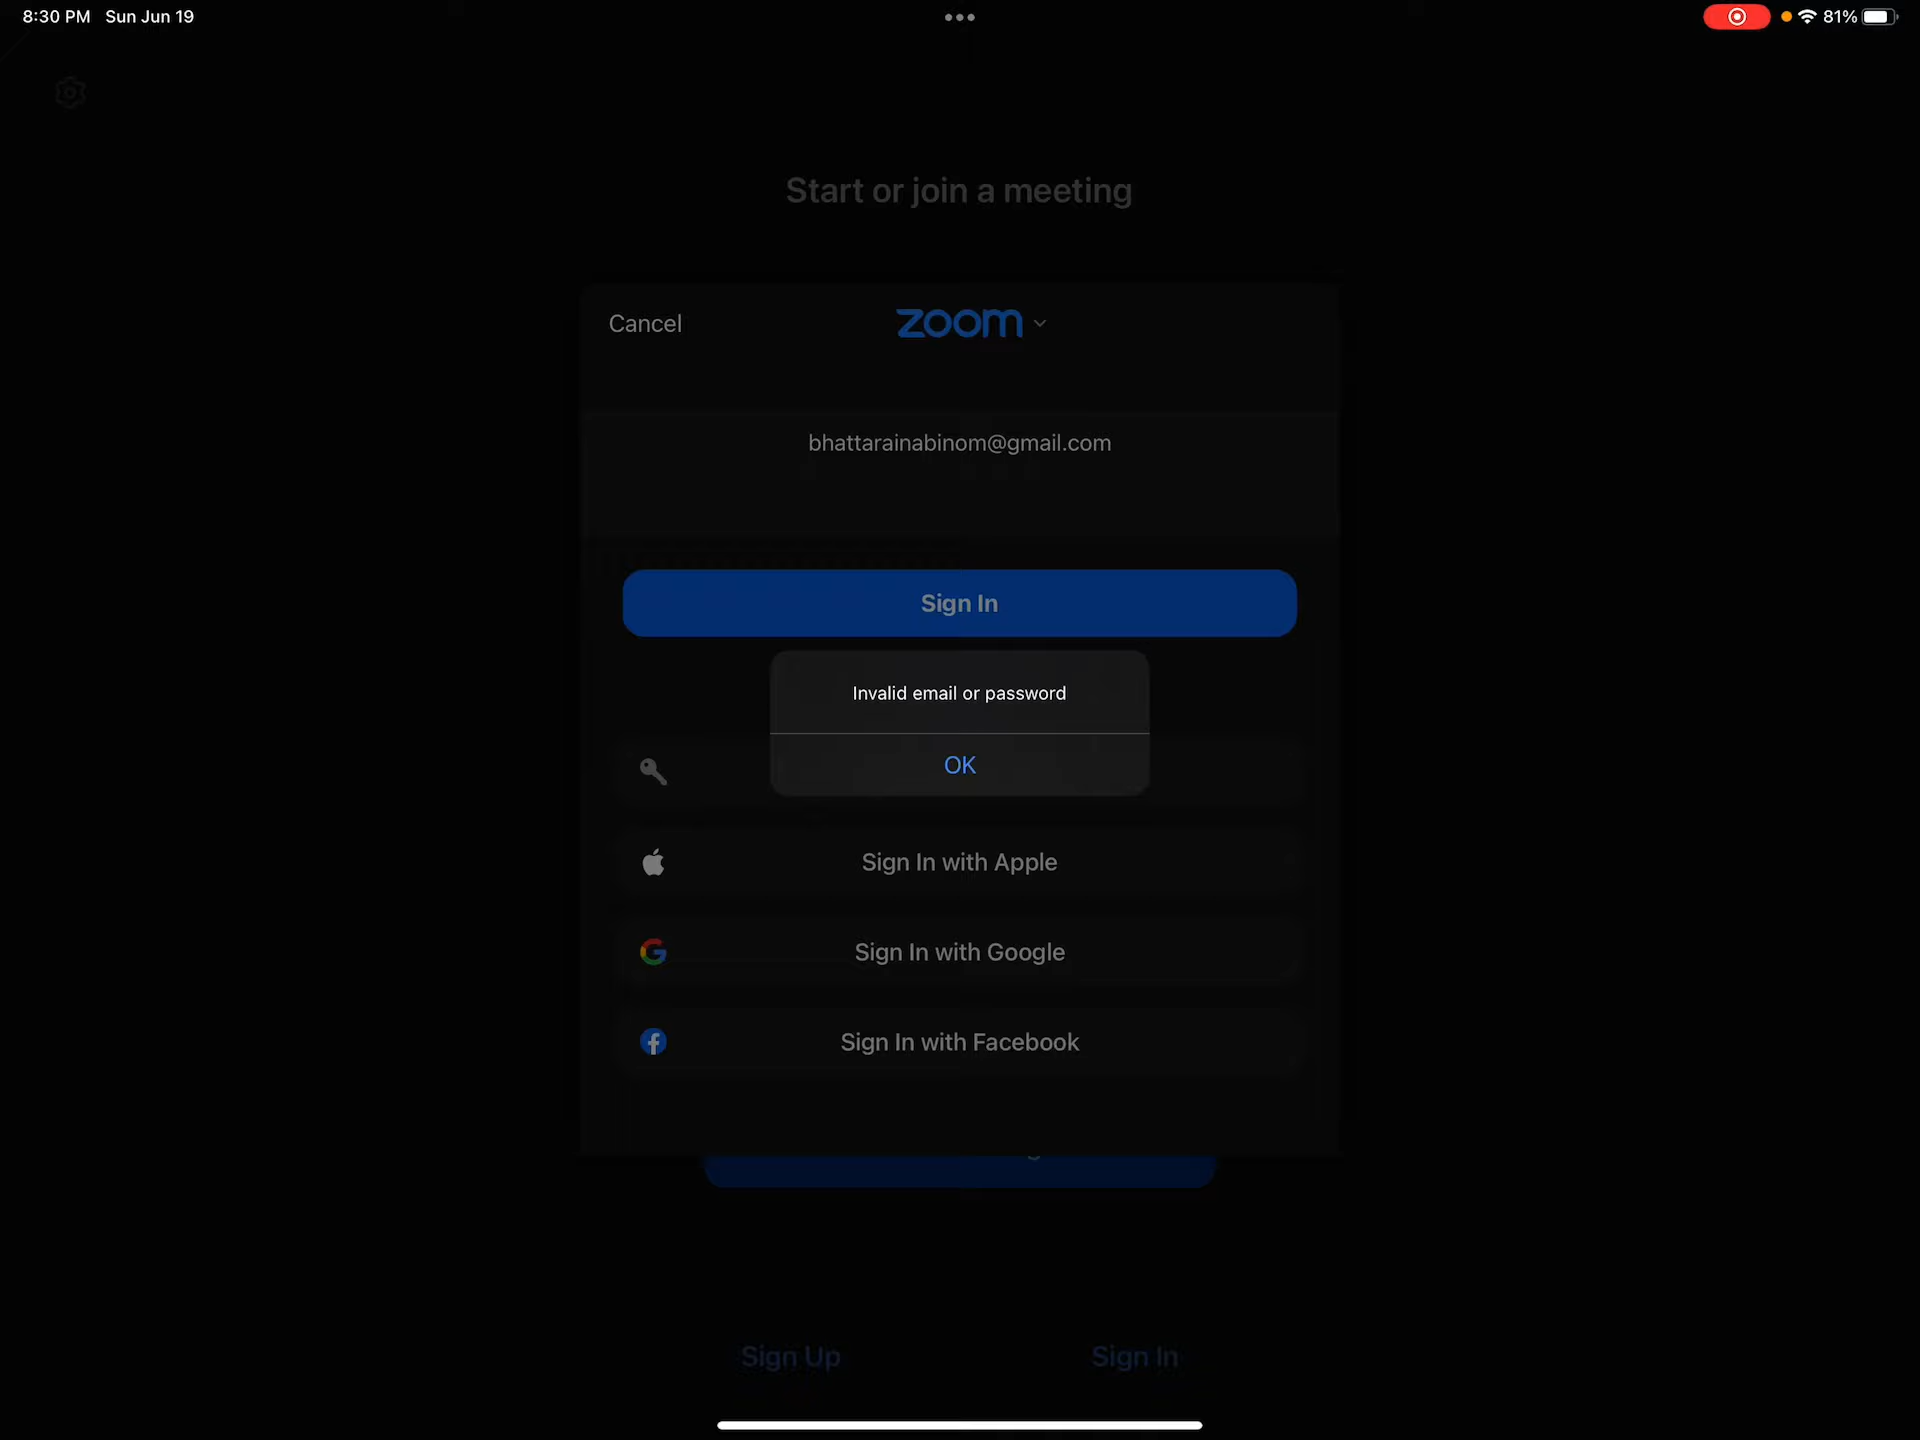 8:30 PM Sun Jun 19
81%
Start or join a meeting
Cancel
zoom
bhattarainabinom@gmail.com
Sign In
Invalid email or password
OK
Sign In with Apple
Sign In with Google
Sign In with Facebook
Sign Up
Sign In